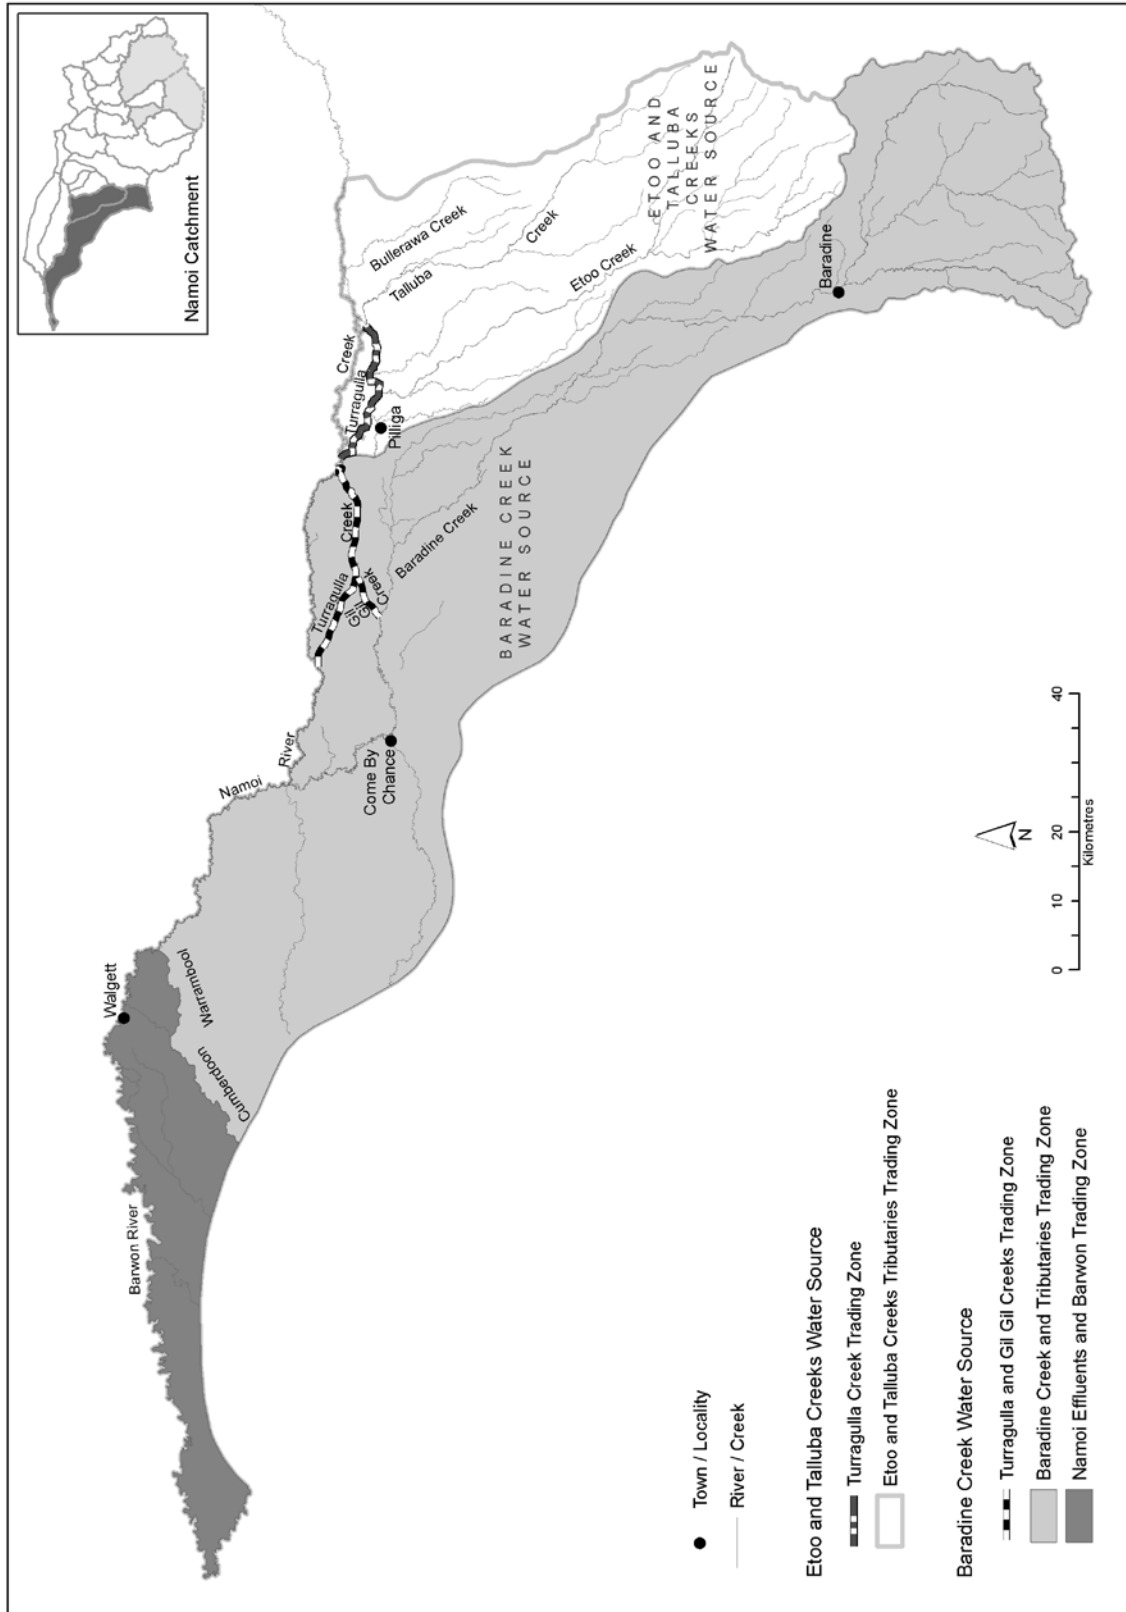 Namoi Catchment
Barwon River
Walgett
Cumberdoon
Warrambool
Namoi
River
Come By
Chance
Turragulla
Creek
Gil Gil
Creek
Baradine Creek
BARADINE CREEK
WATER SOURCE
Turragulla
Creek
Pilliga
Bullerawa Creek
Talluba
Creek
Etoo Creek
ETOO AND
TALLUBA
CREEKS
WATER SOURCE
Baradine
Town / Locality
River / Creek
Etoo and Talluba Creeks Water Source
Turragulla Creek Trading Zone
Etoo and Talluba Creeks Tributaries Trading Zone
Baradine Creek Water Source
Turragulla and Gil Gil Creeks Trading Zone
Baradine Creek and Tributaries Trading Zone
Namoi Effluents and Barwon Trading Zone
N
0 10 20 40
Kilometres